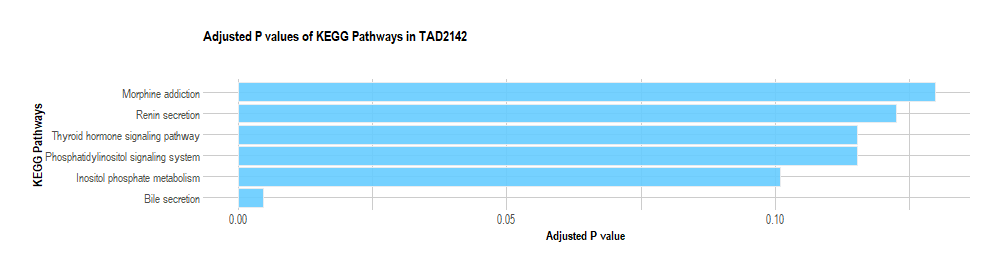 Adjusted P values of KEGG Pathways in TAD2142
KEGG Pathways
Morphine addiction
Renin secretion
Thyroid hormone signaling pathway
Phosphatidylinositol signaling system
Inositol phosphate metabolism
Bile secretion
0.00 0.05 0.10
Adjusted P value